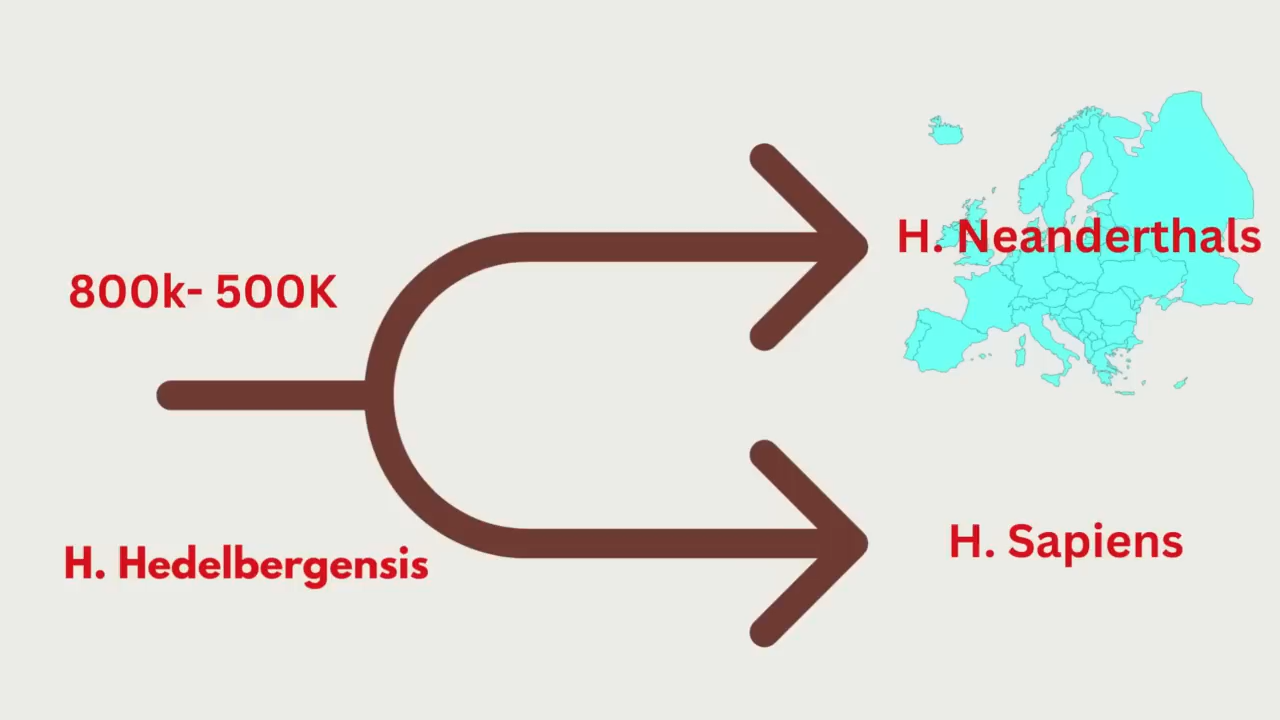 800k- 500K
H. Neanderthals
H. Hedelbergensis
H. Sapiens